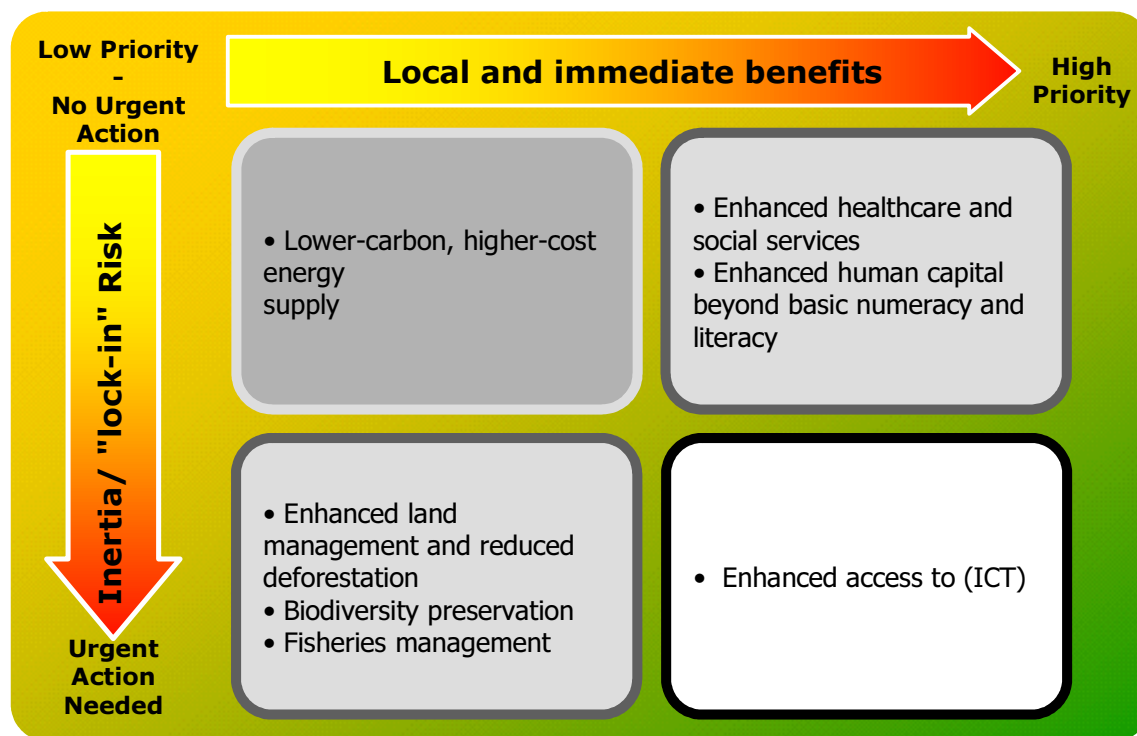 Low Priority
-
No Urgent
Action
Local and immediate benefits
High
Priority
Inertia/ "lock-in" Risk
Urgent
Action
Needed
• Lower-carbon, higher-cost
energy
supply
• Enhanced healthcare and
social services
• Enhanced human capital
beyond basic numeracy and
literacy
• Enhanced land
management and reduced
deforestation
• Biodiversity preservation
• Fisheries management
• Enhanced access to (ICT)